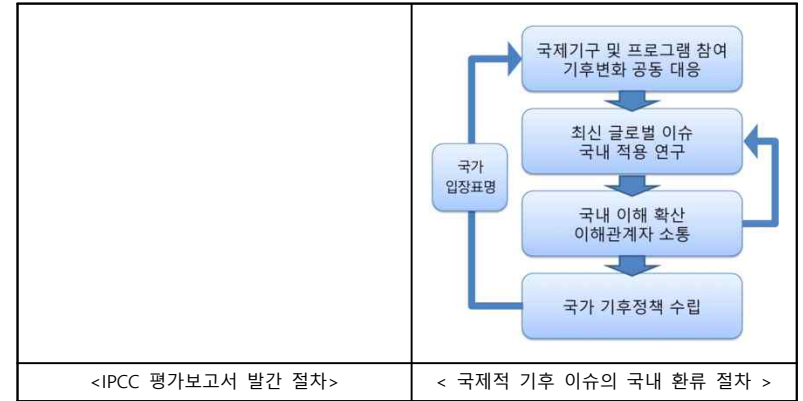 국제기구 및 프로그램 참여
기후변화 공동 대응
최신 글로벌 이슈
국내 적용 연구
국가
입장표명
국내 이해 확산
이해관계자 소통
국가 기후정책 수립
<IPCC 평가보고서 발간 절차>
< 국제적 기후 이슈의 국내 환류 절차 >